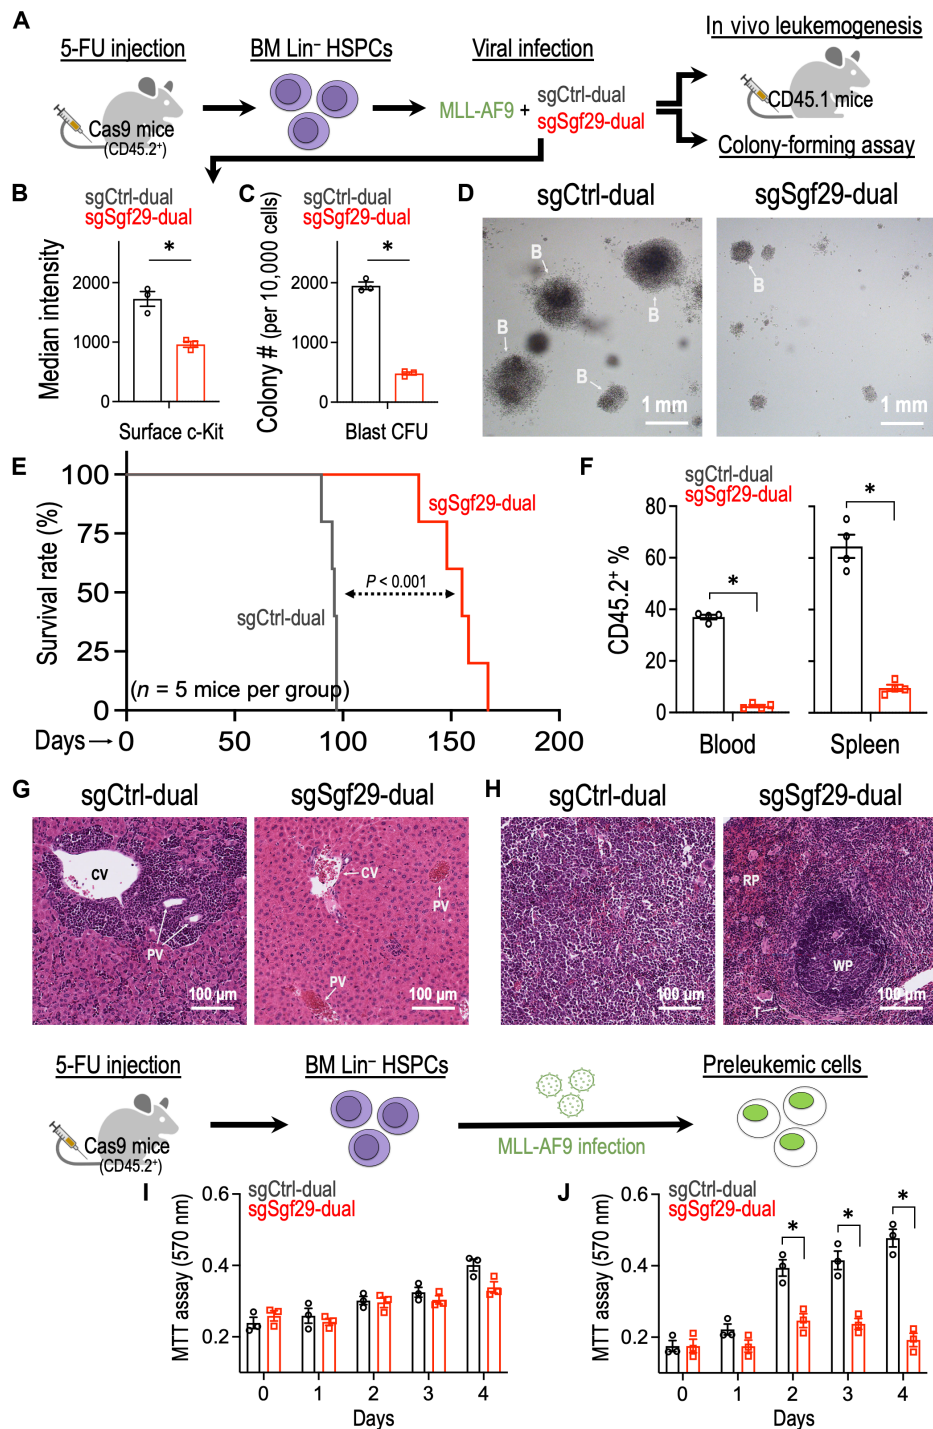 A
5-FU injection
BM Lin⁻ HSPCs
Viral infection
In vivo leukemogenesis
Cas9 mice
(CD45.2⁺)
MLL-AF9 +
sgCtrl-dual
sgSgf29-dual
CD45.1 mice
Colony-forming assay
B
sgCtrl-dual
sgSgf29-dual
Median intensity
2000
1000
0
*
Surface c-Kit
C
sgCtrl-dual
sgSgf29-dual
Colony # (per 10,000 cells)
2000
1000
0
*
Blast CFU
D
sgCtrl-dual
sgSgf29-dual
B
B
B
B
1 mm
B
1 mm
E
Survival rate (%)
100
75
50
25
0
sgSgf29-dual
P < 0.001
sgCtrl-dual
(n = 5 mice per group)
Days
0
50
100
150
200
F
sgCtrl-dual
sgSgf29-dual
CD45.2⁺ %
80
60
40
20
0
*
*
Blood
Spleen
G
sgCtrl-dual
sgSgf29-dual
CV
PV
100 µm
CV
PV
PV
100 µm
H
sgCtrl-dual
sgSgf29-dual
100 µm
RP
WP
T
100 µm
5-FU injection
BM Lin⁻ HSPCs
Preleukemic cells
Cas9 mice
(CD45.2⁺)
MLL-AF9 infection
I
sgCtrl-dual
sgSgf29-dual
MTT assay (570 nm)
0.6
0.4
0.2
0
1
2
3
4
Days
J
sgCtrl-dual
sgSgf29-dual
MTT assay (570 nm)
0.6
0.4
0.2
*
*
*
0
1
2
3
4
Days